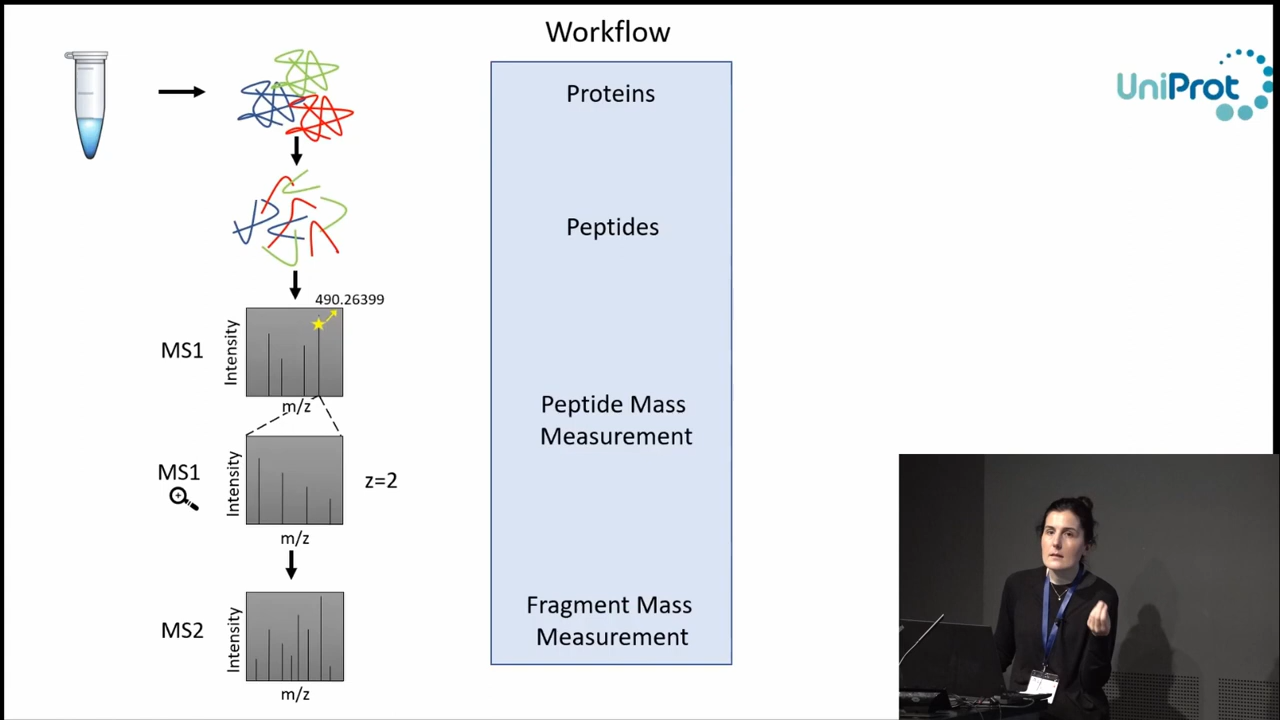 Workflow
UniProt
Proteins
Peptides
490.26399
MS1
Intensity
m/z
Peptide Mass
Measurement
MS1
Intensity
z=2
m/z
Fragment Mass
Measurement
MS2
Intensity
m/z